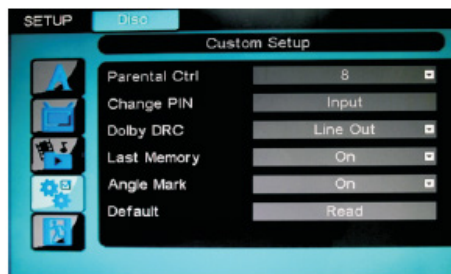 SETUP Disc
Custom Setup
Parental Ctrl 8
Change PIN Input
Dolby DRC Line Out
Last Memory On
Angle Mark On
Default Read